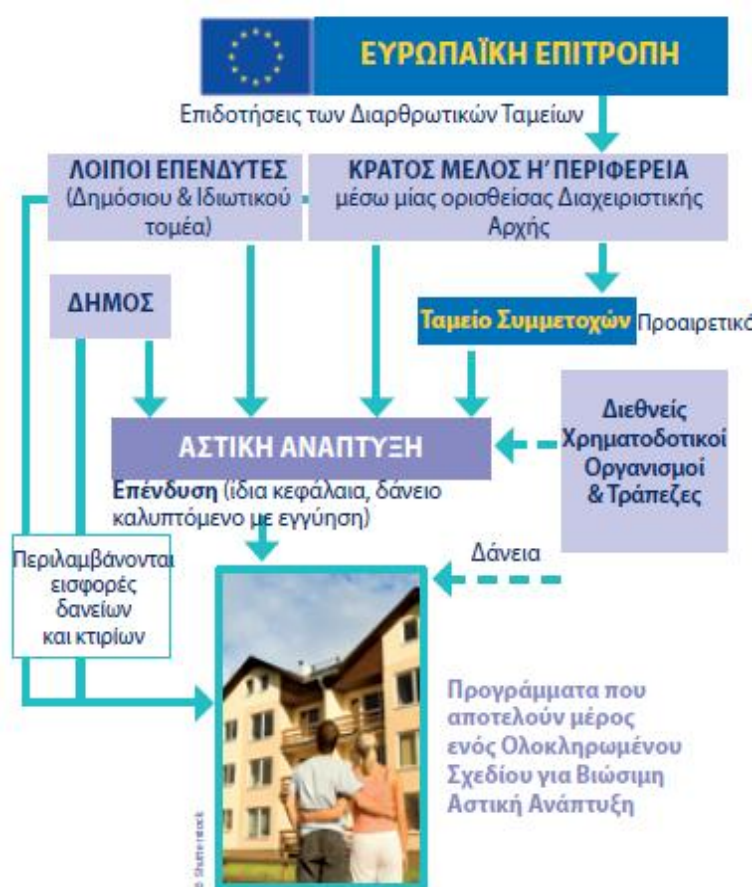 ΕΥΡΩΠΑΪΚΗ ΕΠΙΤΡΟΠΗ
Επιδοτήσεις των Διαρθρωτικών Ταμείων
ΛΟΙΠΟΙ ΕΠΕΝΔΥΤΕΣ
(Δημόσιου & Ιδιωτικού
τομέα)
ΚΡΑΤΟΣ ΜΕΛΟΣ Η’ ΠΕΡΙΦΕΡΕΙΑ
μέσω μίας ορισθείσας Διαχειριστικής
Αρχής
ΔΗΜΟΣ
Ταμείο Συμμετοχών Προαιρετικό
Διεθνείς
Χρηματοδοτικοί
Οργανισμοί
& Τράπεζες
ΑΣΤΙΚΗ ΑΝΑΠΤΥΞΗ
Επένδυση (ίδια κεφάλαια, δάνειο
καλυπτόμενο με εγγύηση)
Περιλαμβάνονται
εισφορές
δανείων
και κτιρίων
Δάνεια
Προγράμματα που
αποτελούν μέρος
ενός Ολοκληρωμένου
Σχεδίου για Βιώσιμη
Αστική Ανάπτυξη
© Shutterstock